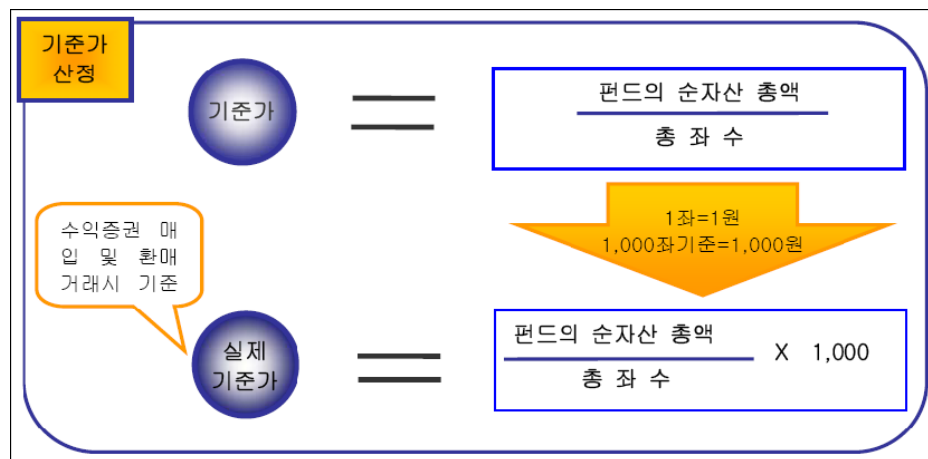 기준가
산정
기준가
펀드의 순자산 총액
총 좌 수
1좌=1원
1,000좌기준=1,000원
수익증권 매
입 및 환매
거래시 기준
실제
기준가
펀드의 순자산 총액
총 좌 수
X 1,000